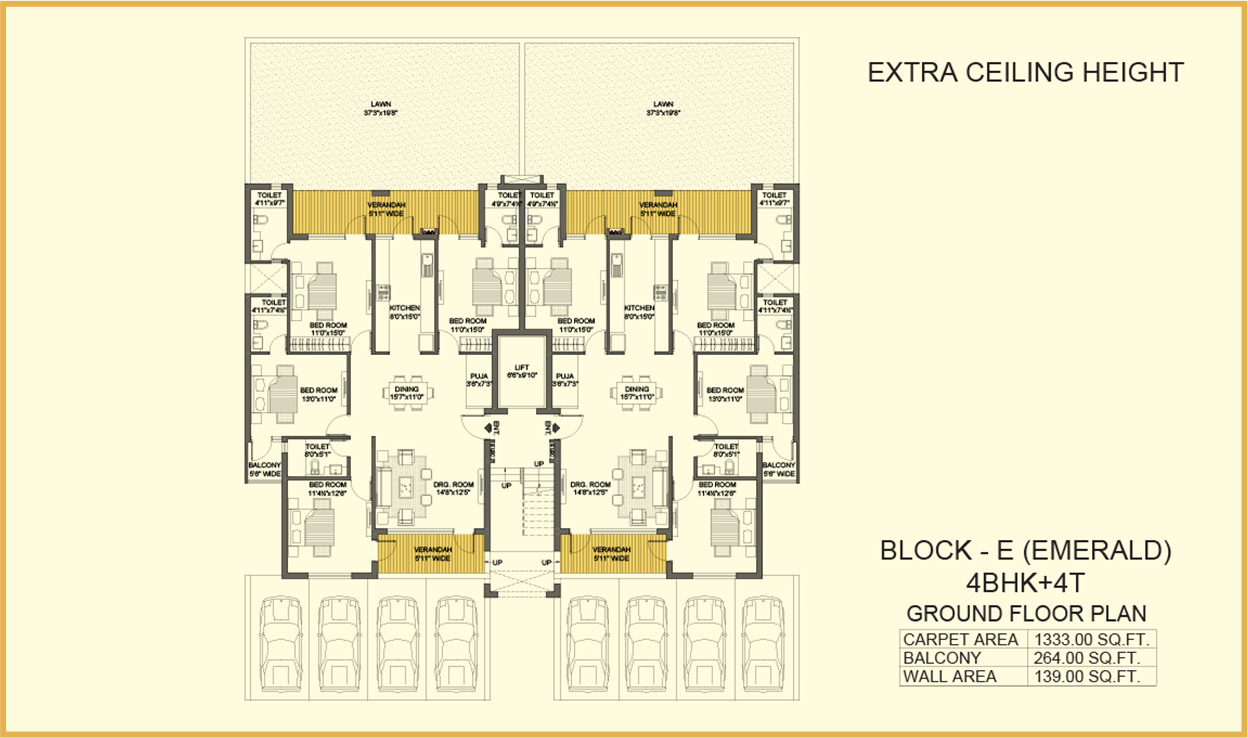 EXTRA CEILING HEIGHT
LAWN
37'3"x19'8"
LAWN
37'3"x19'8"
TOILET
4'11"x9'7"
VERANDAH
5'11" WIDE
TOILET
4'9"x7'4½"
TOILET
4'9"x7'4½"
VERANDAH
5'11" WIDE
TOILET
4'11"x9'7"
TOILET
4'11"x7'4½"
BED ROOM
11'0"x15'0"
KITCHEN
8'0"x15'0"
BED ROOM
11'0"x15'0"
BED ROOM
11'0"x15'0"
KITCHEN
8'0"x15'0"
BED ROOM
11'0"x15'0"
TOILET
4'11"x7'4½"
BED ROOM
13'0"x11'0"
DINING
15'7"x11'0"
PUJA
3'6"x7'3"
LIFT
6'6"x9'10"
PUJA
3'6"x7'3"
DINING
15'7"x11'0"
BED ROOM
13'0"x11'0"
ENT.
ENT.
BALCONY
5'6" WIDE
TOILET
8'0"x5'1"
UP
UP
TOILET
8'0"x5'1"
BALCONY
5'6" WIDE
BED ROOM
11'4½"x12'6"
DRG. ROOM
14'8"x12'5"
DRG. ROOM
14'8"x12'5"
BED ROOM
11'4½"x12'6"
VERANDAH
5'11" WIDE
UP
UP
VERANDAH
5'11" WIDE
BLOCK - E (EMERALD)
4BHK+4T
GROUND FLOOR PLAN
CARPET AREA 1333.00 SQ.FT.
BALCONY 264.00 SQ.FT.
WALL AREA 139.00 SQ.FT.